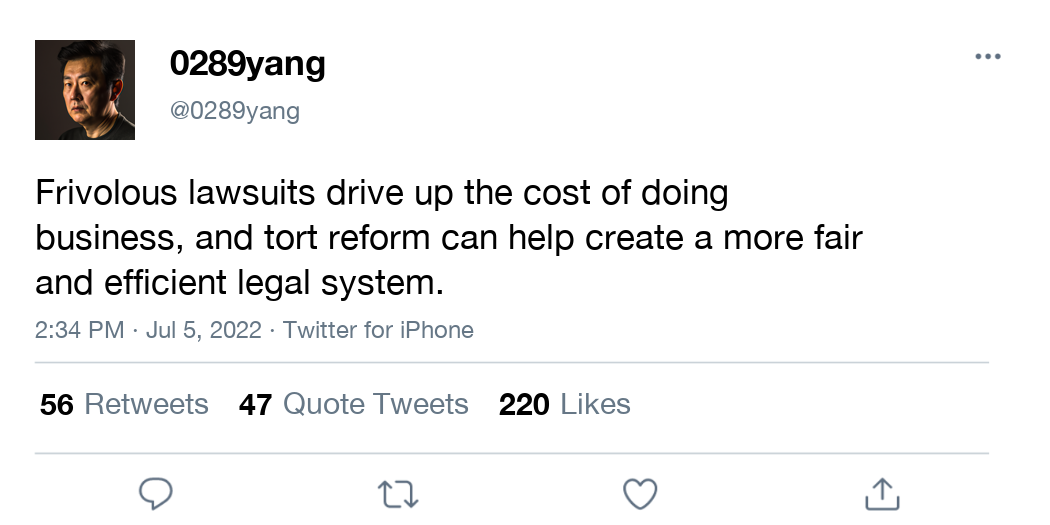 0289yang
@0289yang
Frivolous lawsuits drive up the cost of doing
business, and tort reform can help create a more fair
and efficient legal system.
2:34 PM · Jul 5, 2022 · Twitter for iPhone
56 Retweets 47 Quote Tweets 220 Likes